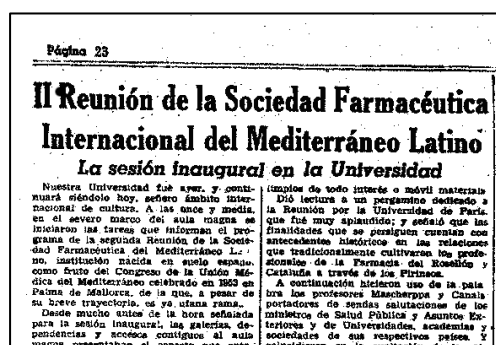 Página 23
II Reunión de la Sociedad Farmacéutica
Internacional del Mediterráneo Latino
La sesión inaugural en la Universidad
Nuestra Universidad fué ayer, y conti-
nuará siéndolo hoy, señero ámbito inter-
nacional de cultura. A las once y media,
en el severo marco del aula magna se
iniciaron las tareas que informan el pro-
grama de la segunda Reunión de la Socie-
dad Farmacéutica del Mediterráneo
no, institución nacida en suelo
como fruto del Congreso de la Unión Mé-
dica del Mediterráneo celebrado en 1953 en
Palma de Mallorca, de la que, a pesar de
su breve trayectoria, es ya ufana rama.
Desde mucho antes de la hora señalada
para la sesión inaugural, las galerías, de-
pendencias y accesos contiguos al aula
limpios de todo interés o móvil materials
Dió lectura a un pergamino dedicado a
la Reunión por la Universidad de París,
que fué muy aplaudido; y señaló que las
finalidades que se persiguen cuentan con
antecedentes históricos en las relaciones
que tradicionalmente cultivaron los profe-
sionales de la Farmacia del Rosellón y
Cataluña a través de los Pirineos.
A continuación hicieron uso de la pala
bra los profesores Mascherpa y Canals
portadores de sendas salutaciones de los
ministros de Salud Pública y Asuntos Ex-
teriores y de Universidades, academias y
sociedades de sus respectivos países. Y